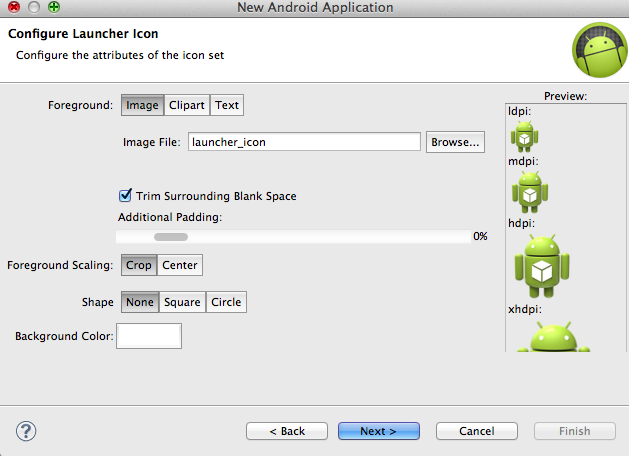 New Android Application
Configure Launcher Icon
Configure the attributes of the icon set
Foreground: Image Clipart Text
Image File: launcher_icon Browse...
Trim Surrounding Blank Space
Additional Padding:
0%
Foreground Scaling: Crop Center
Shape None Square Circle
Background Color:
Preview:
ldpi:
mdpi:
hdpi:
xhdpi:
? < Back Next > Cancel Finish